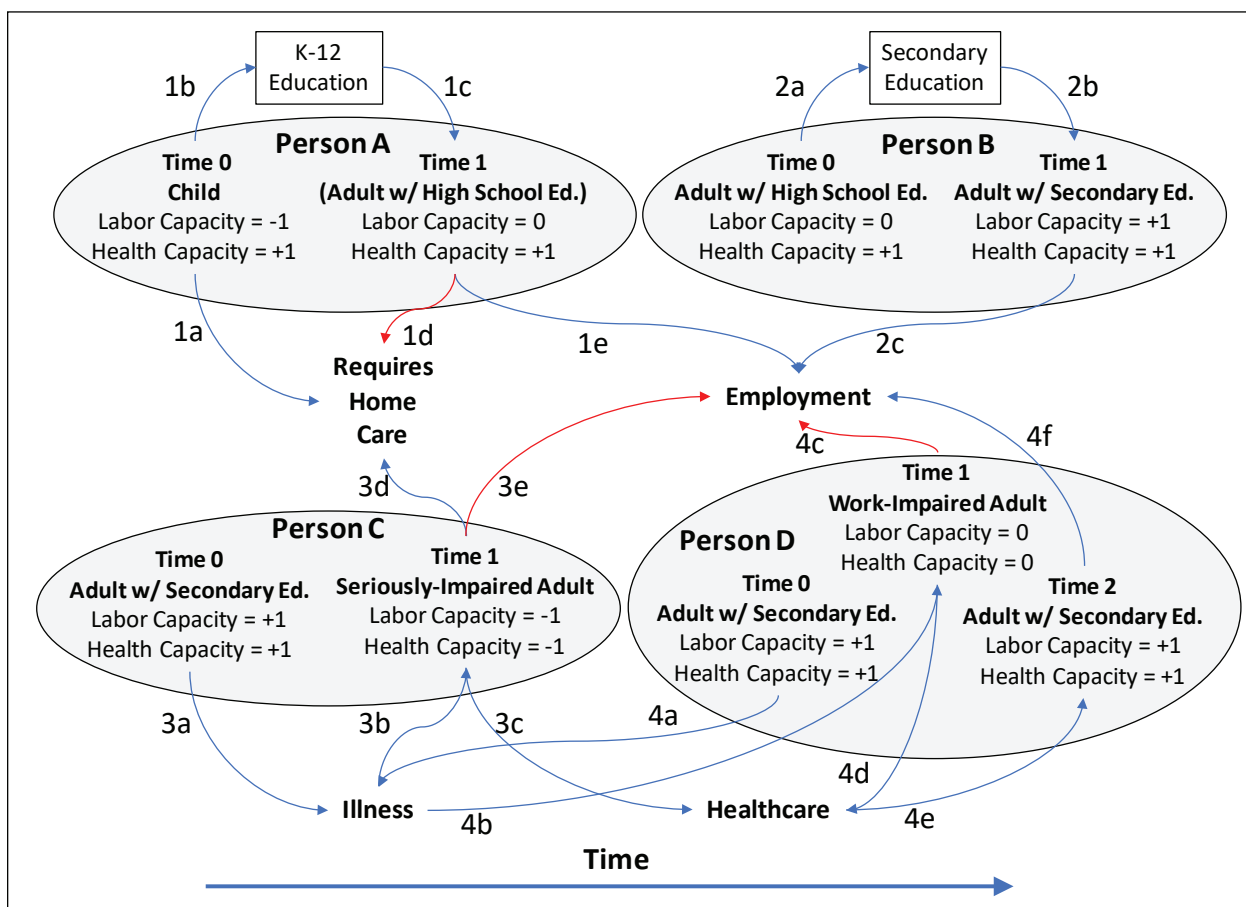 K-12
Education
1b
1c
Person A
Time 0
Child
Labor Capacity = -1
Health Capacity = +1
Time 1
(Adult w/ High School Ed.)
Labor Capacity = 0
Health Capacity = +1
Secondary
Education
2a
2b
Person B
Time 0
Adult w/ High School Ed.
Labor Capacity = 0
Health Capacity = +1
Time 1
Adult w/ Secondary Ed.
Labor Capacity = +1
Health Capacity = +1
1a
1d
1e
2c
Requires
Home
Care
Employment
3d
3e
4c
4f
Person C
Time 0
Adult w/ Secondary Ed.
Labor Capacity = +1
Health Capacity = +1
Time 1
Seriously-Impaired Adult
Labor Capacity = -1
Health Capacity = -1
Person D
Time 0
Adult w/ Secondary Ed.
Labor Capacity = +1
Health Capacity = +1
Time 1
Work-Impaired Adult
Labor Capacity = 0
Health Capacity = 0
Time 2
Adult w/ Secondary Ed.
Labor Capacity = +1
Health Capacity = +1
3a
3b
3c
4a
4d
4b
4e
Illness
Healthcare
Time